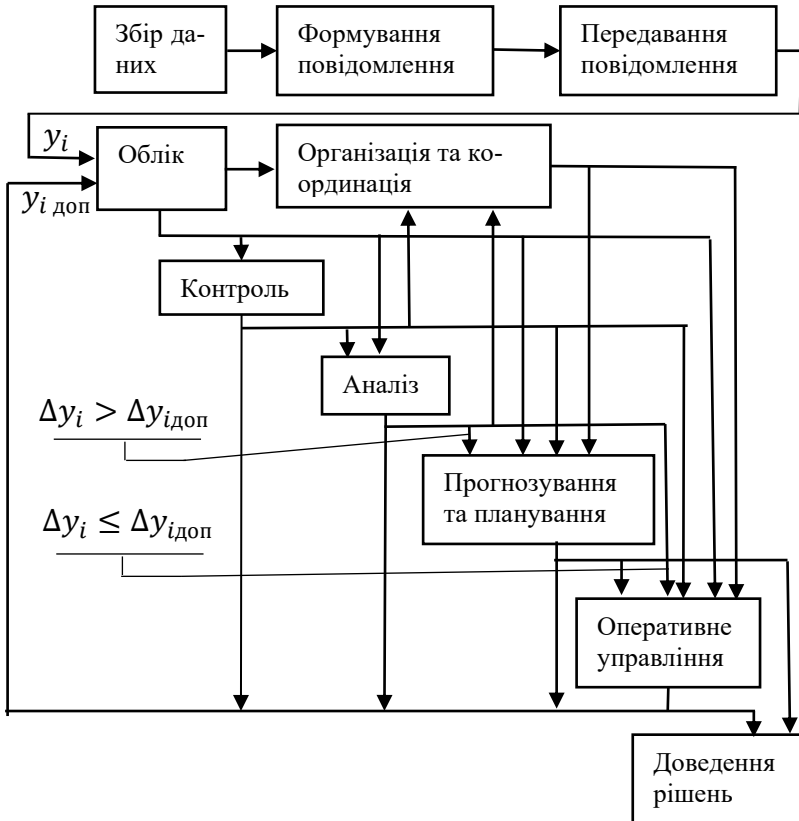 Збір да-
них
Формування
повідомлення
Передавання
повідомлення
yᵢ
Облік
Організація та ко-
ординація
yᵢ доп
Контроль
Аналіз
Δyᵢ > Δyᵢдоп
Прогнозування
та планування
Δyᵢ ≤ Δyᵢдоп
Оперативне
управління
Доведення
рішень